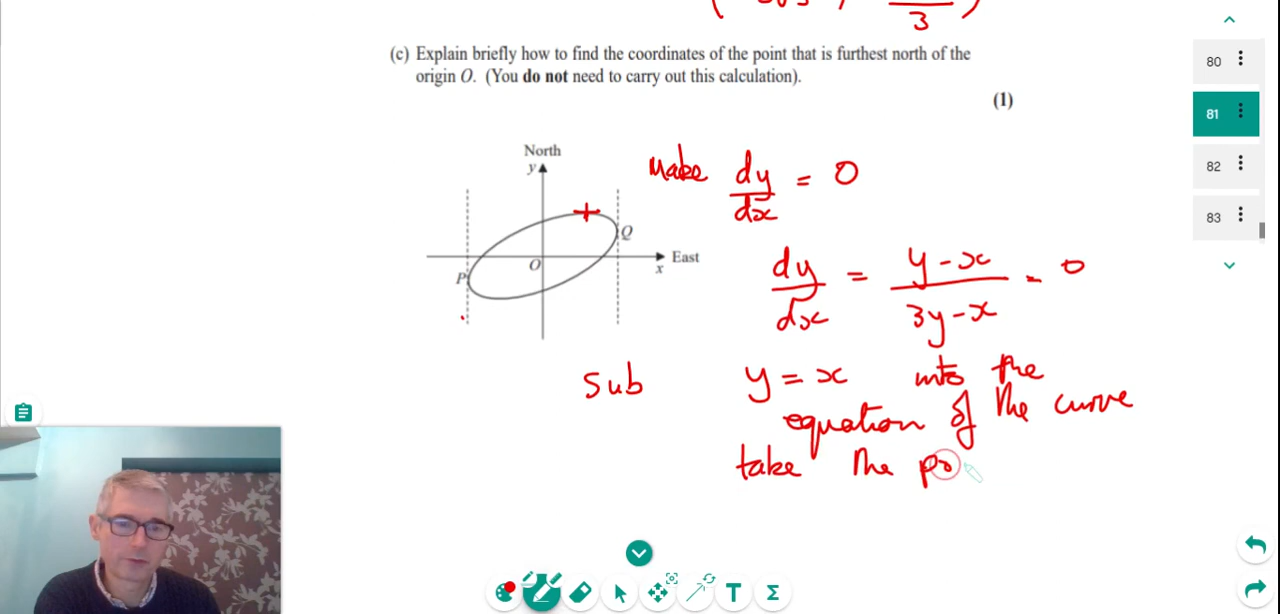 3
(c) Explain briefly how to find the coordinates of the point that is furthest north of the
origin O. (You do not need to carry out this calculation).
(1)
80
81
82
83
North
y
Make dy/dx = 0
Q
O
East
x
P
dy/dx = y-x/3y-x = 0
Sub y = x into the
equation of the curve
take the po
T
Σ